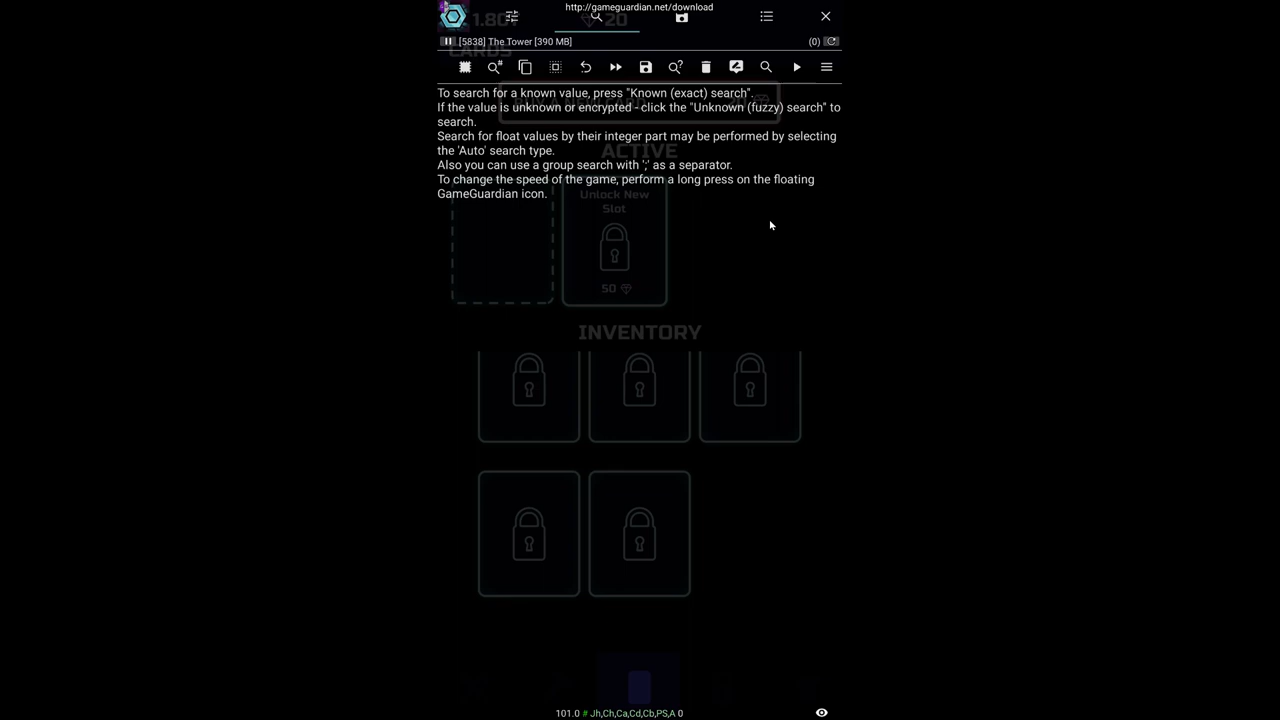 http://gameguardian.net/download
20
[5838] The Tower [390 MB]
(0)
CARDS
To search for a known value, press "Known (exact) search".
If the value is unknown or encrypted - click the "Unknown (fuzzy) search" to
search.
Search for float values by their integer part may be performed by selecting
the 'Auto' search type.
ACTIVE
Also you can use a group search with ';' as a separator.
To change the speed of the game, perform a long press on the floating
GameGuardian icon.
Unlock New
Slot
50
INVENTORY
101.0 # Jh,Ch,Ca,Cd,Cb,PS,A 0